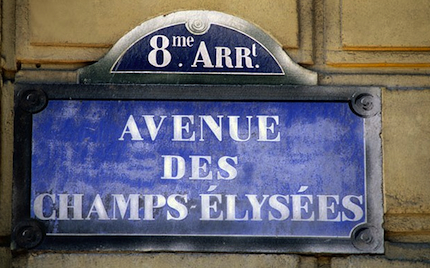 8me. ARRt.
AVENUE
DES
CHAMPS-ÉLYSÉES